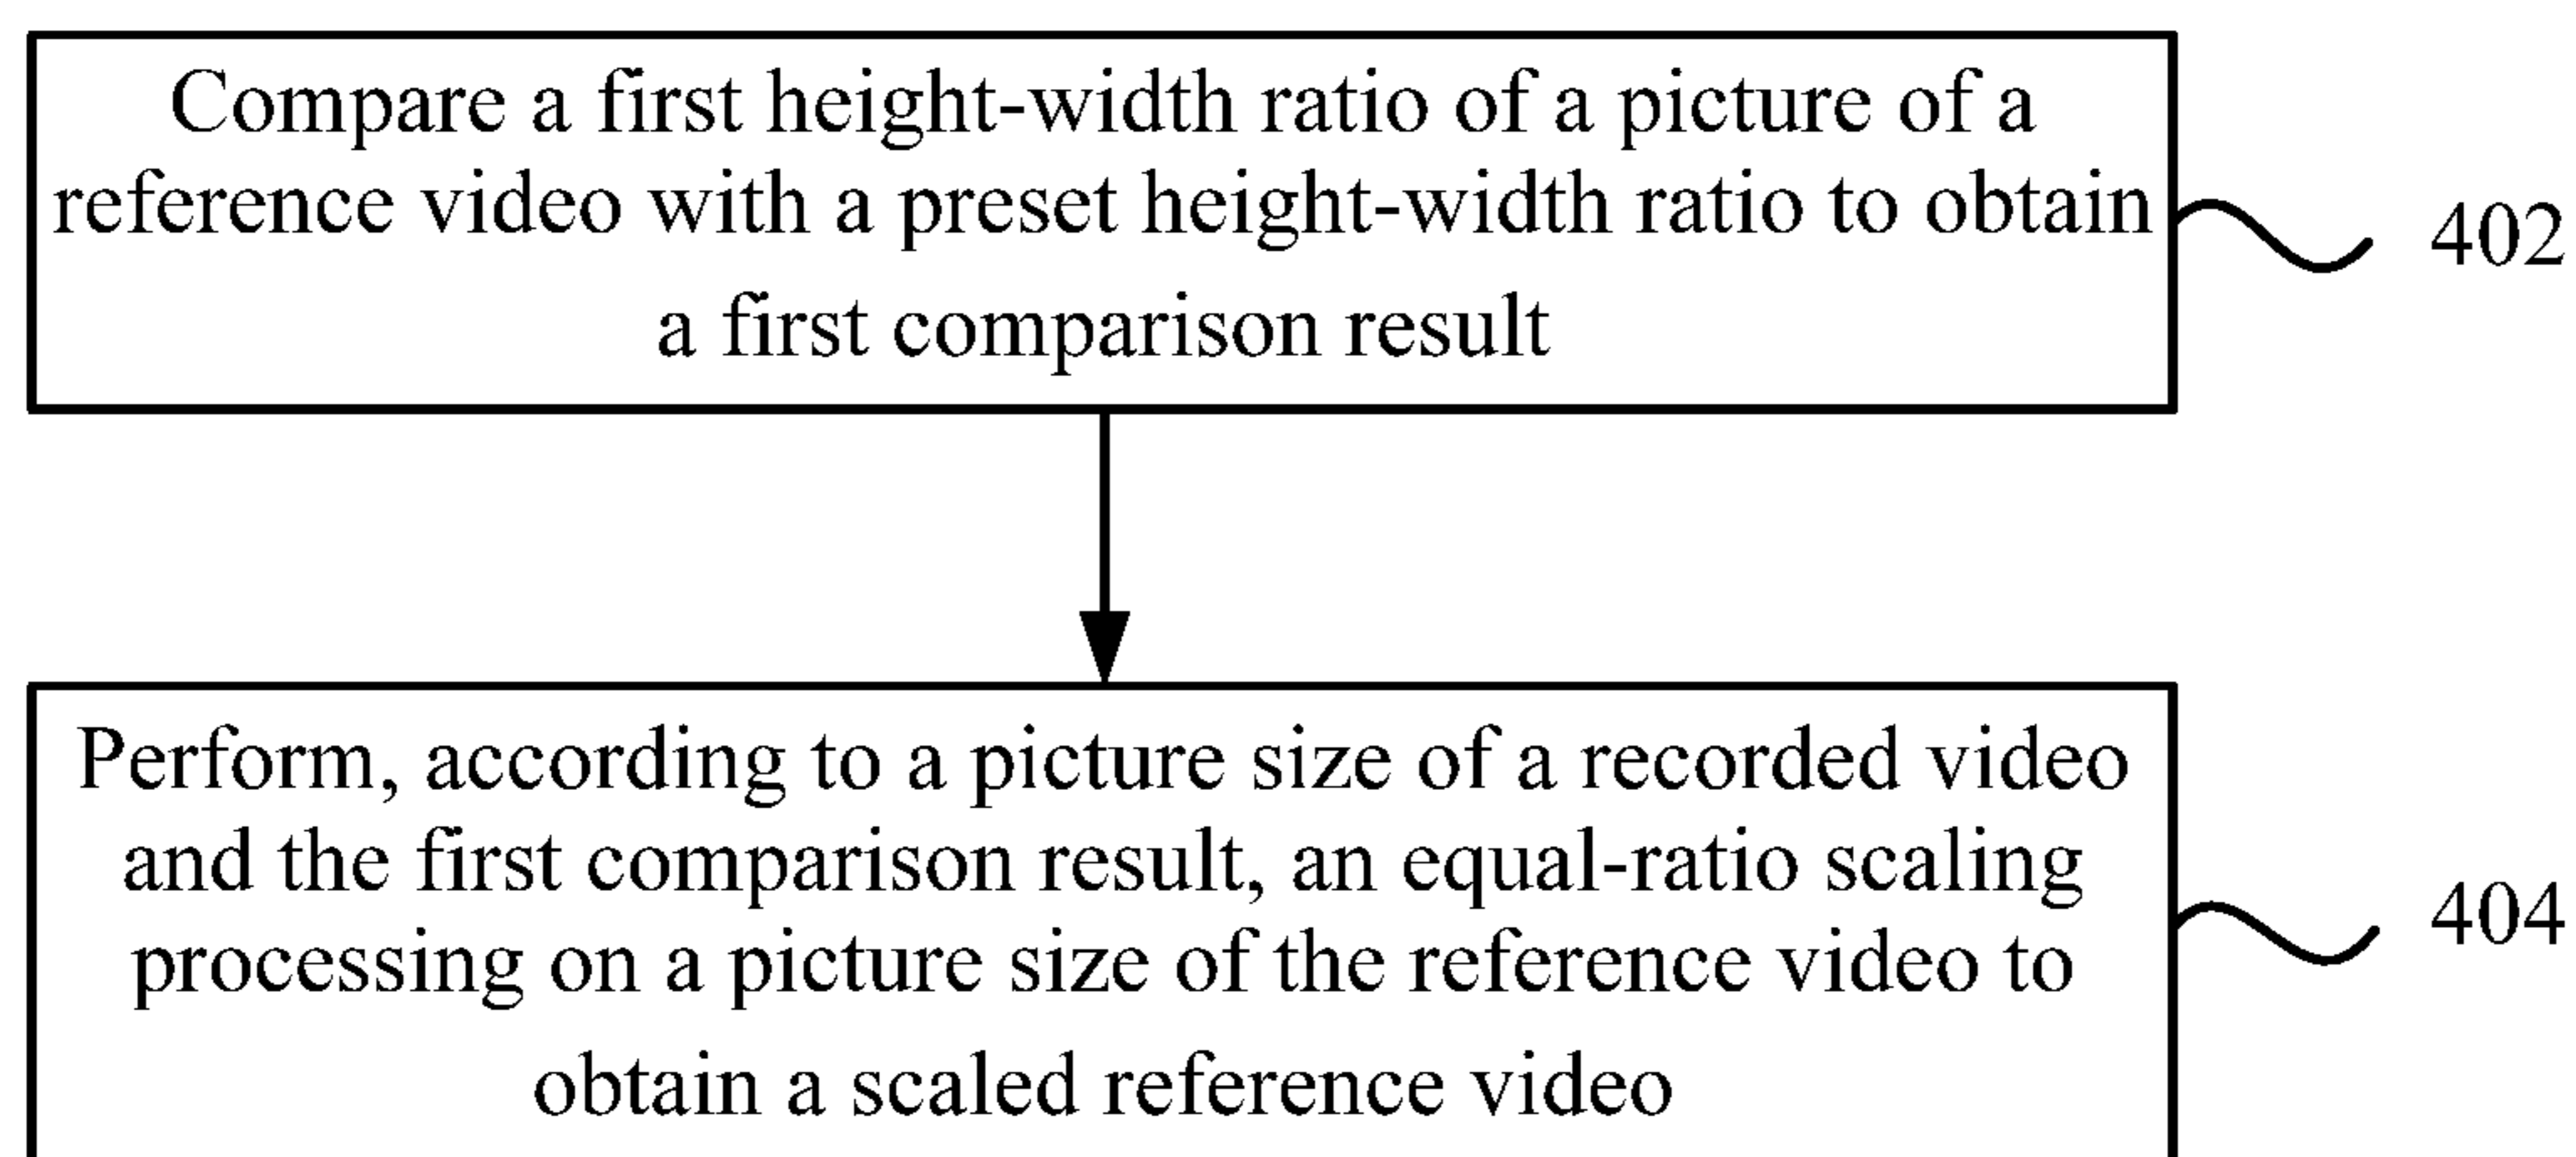 Compare a first height-width ratio of a picture of a
reference video with a preset height-width ratio to obtain
a first comparison result
402
Perform, according to a picture size of a recorded video
and the first comparison result, an equal-ratio scaling
processing on a picture size of the reference video to
obtain a scaled reference video
404